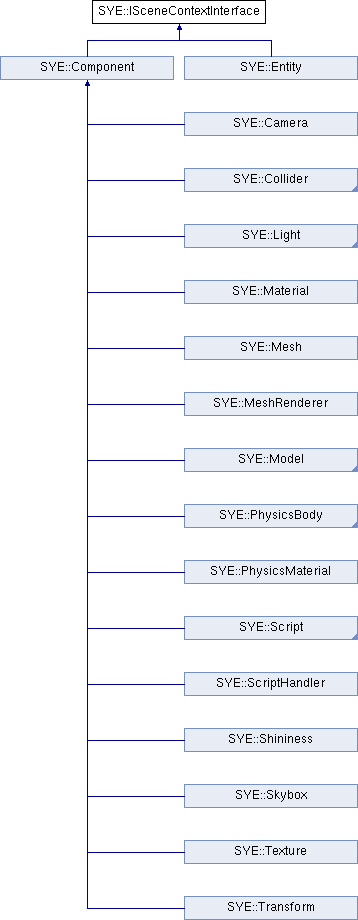 SYE::ISceneContextInterface
SYE::Component
SYE::Entity
SYE::Camera
SYE::Collider
SYE::Light
SYE::Material
SYE::Mesh
SYE::MeshRenderer
SYE::Model
SYE::PhysicsBody
SYE::PhysicsMaterial
SYE::Script
SYE::ScriptHandler
SYE::Shininess
SYE::Skybox
SYE::Texture
SYE::Transform